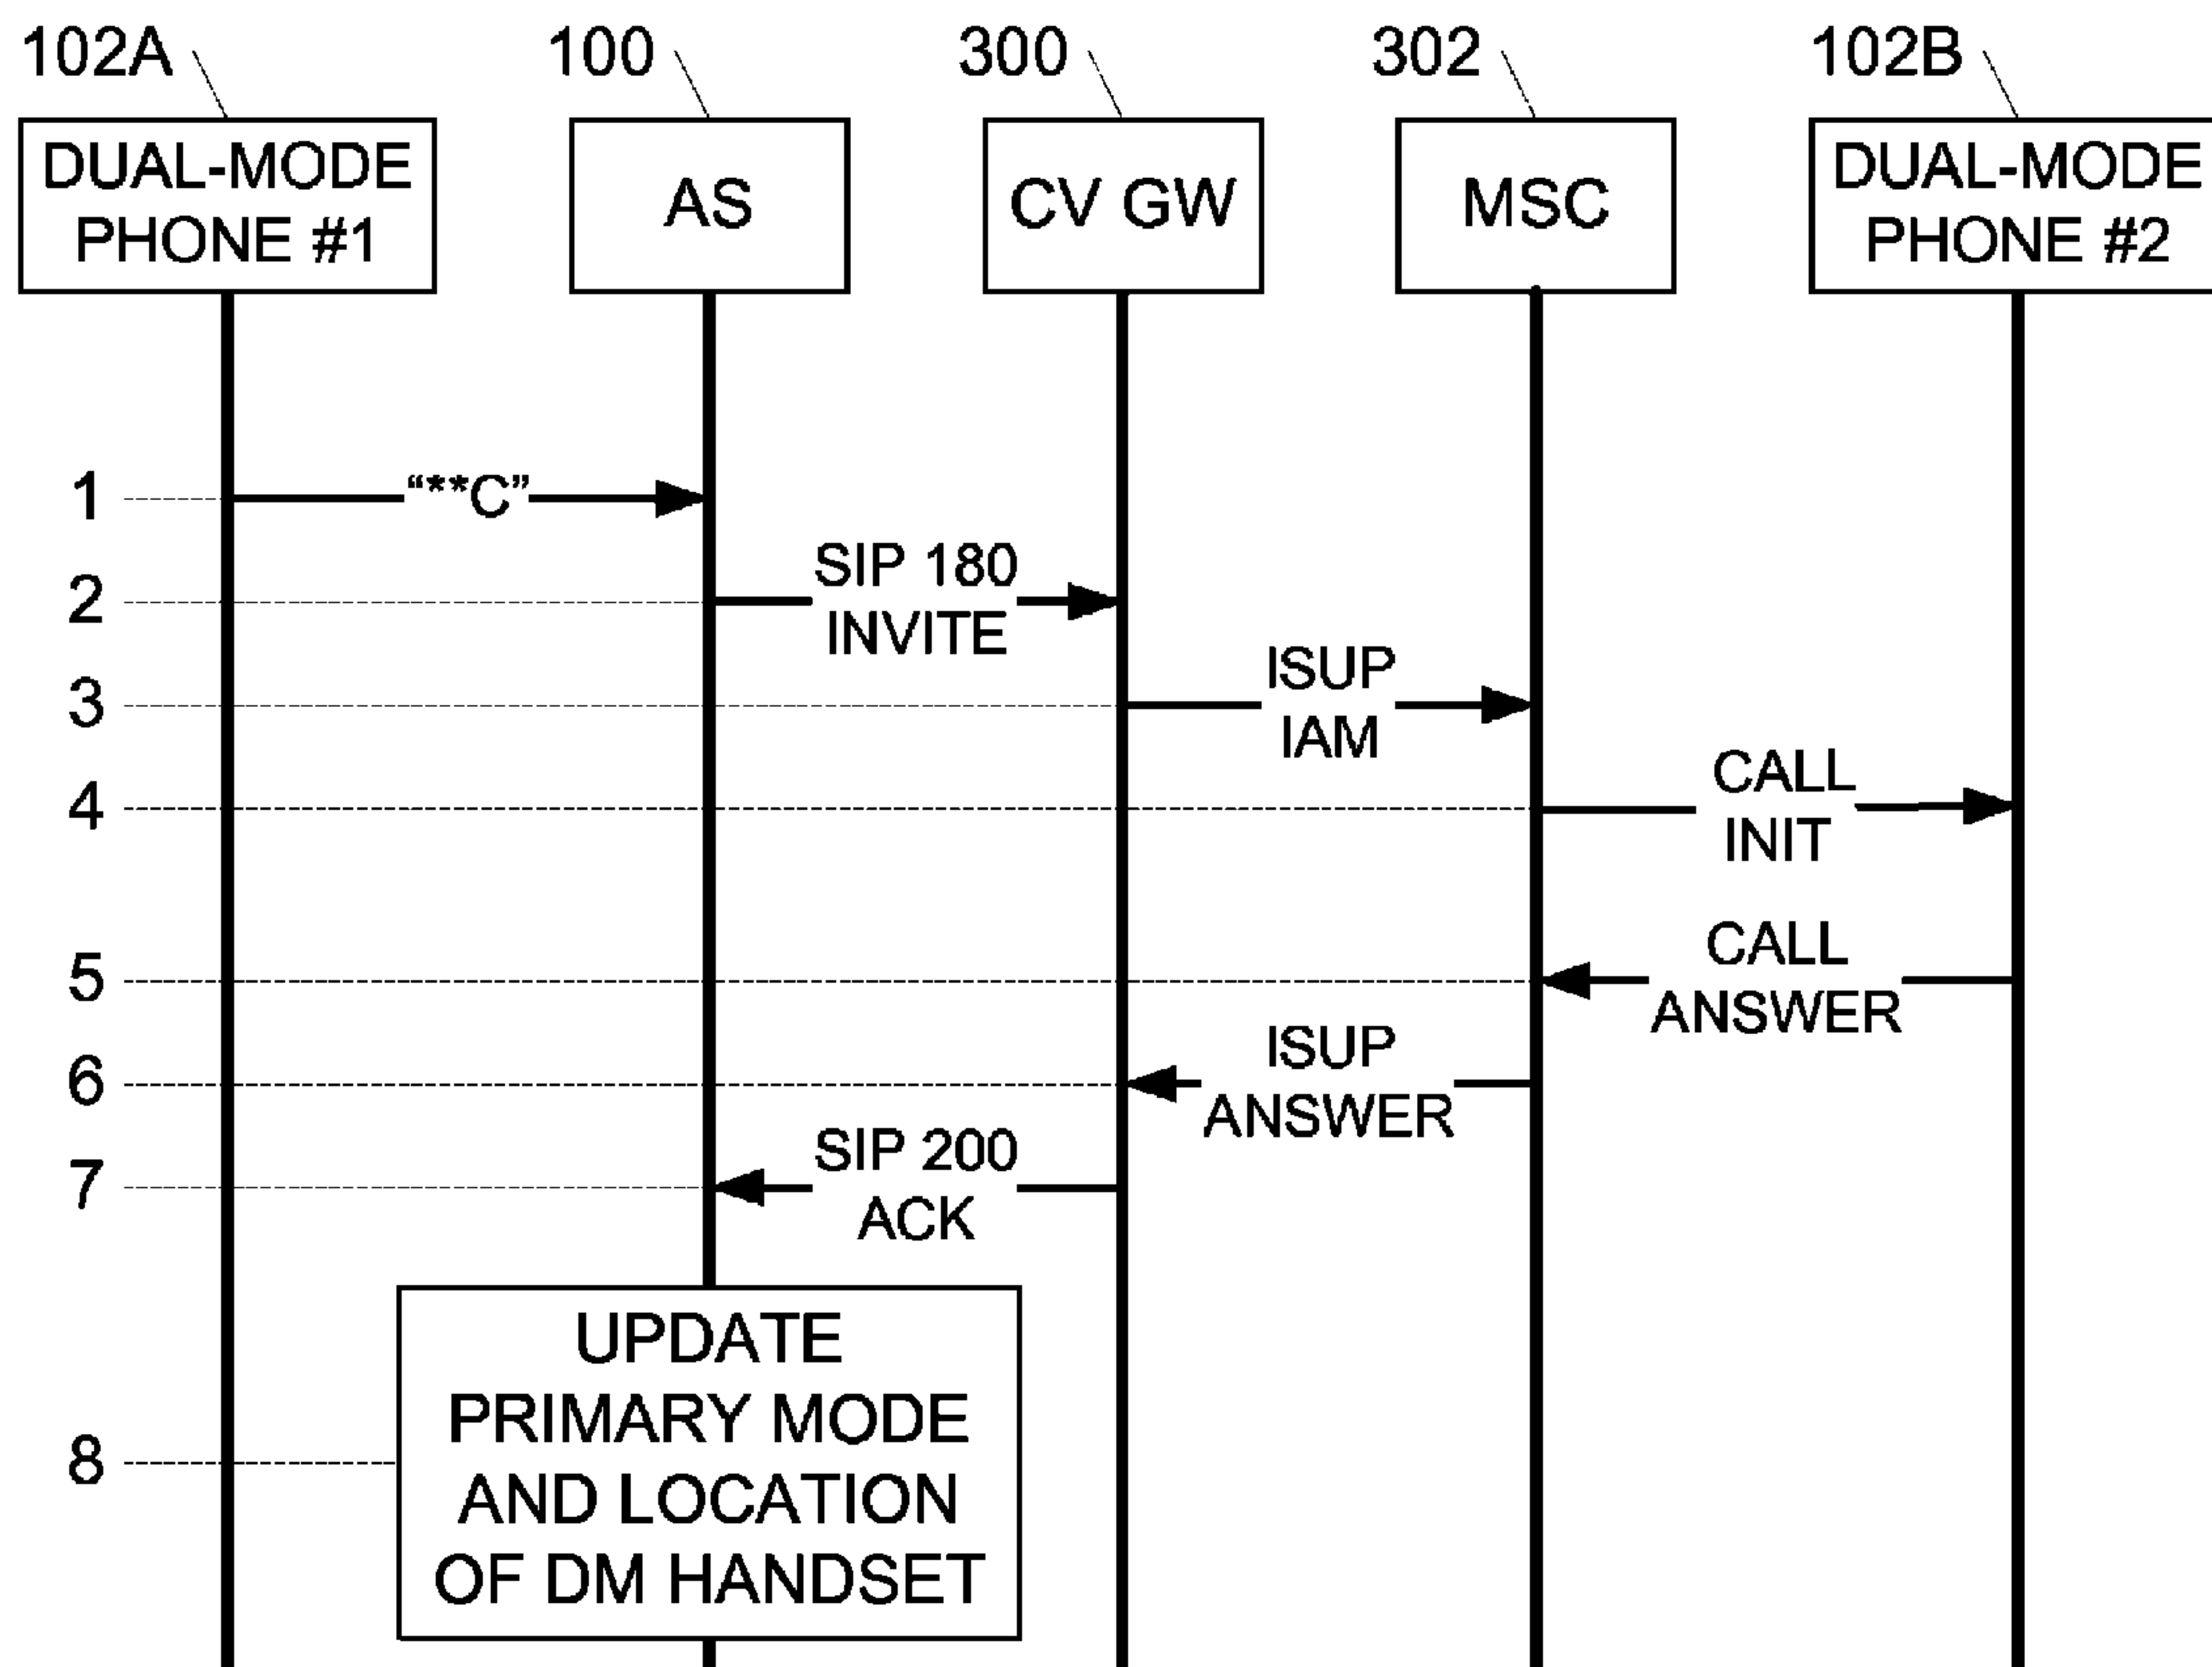 102A
100
300
302
102B
DUAL-MODE
PHONE #1
AS
CV GW
MSC
DUAL-MODE
PHONE #2
1
“**C”
2
SIP 180
INVITE
3
ISUP
IAM
4
CALL
INIT
5
CALL
ANSWER
6
ISUP
ANSWER
7
SIP 200
ACK
8
UPDATE
PRIMARY MODE
AND LOCATION
OF DM HANDSET